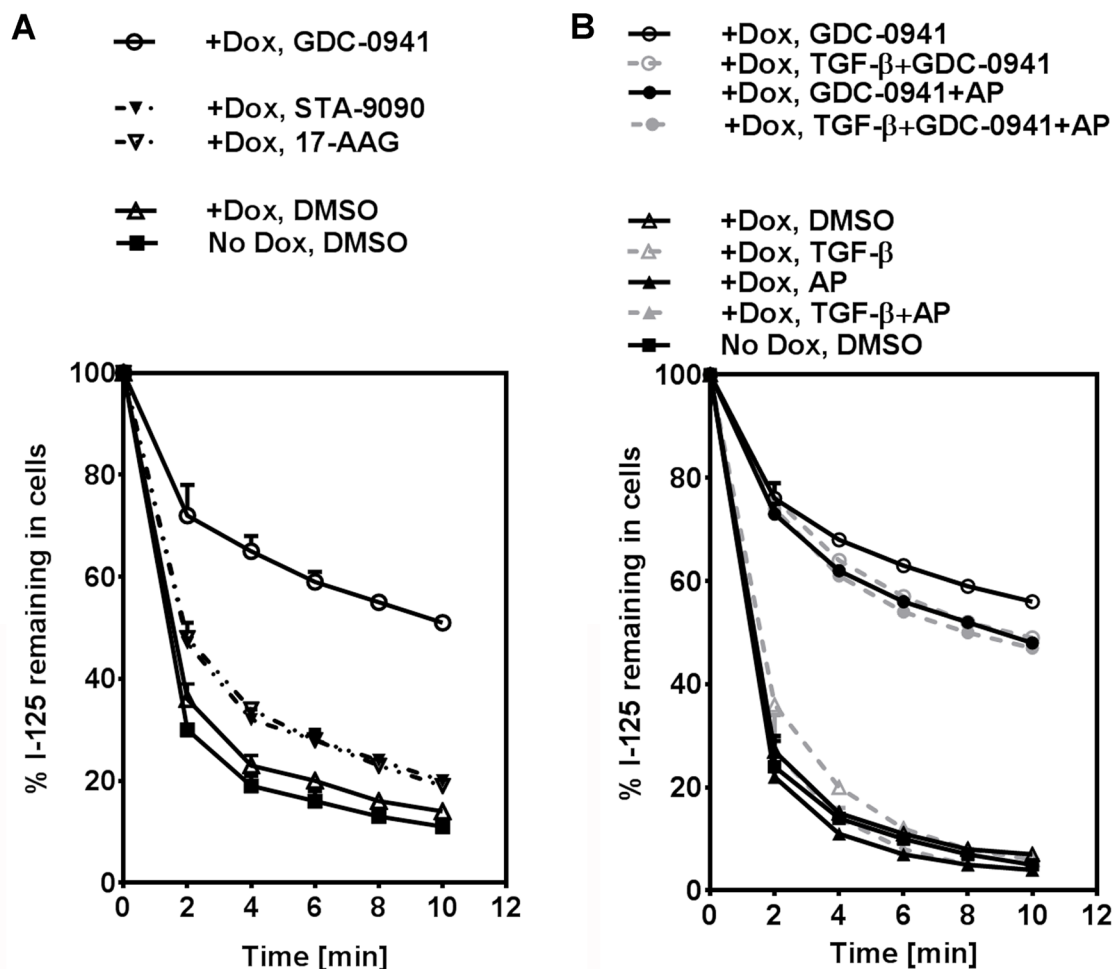 A
+Dox, GDC-0941
+Dox, STA-9090
+Dox, 17-AAG
+Dox, DMSO
No Dox, DMSO
% I-125 remaining in cells
100
80
60
40
20
0
0 2 4 6 8 10 12
Time [min]
B
+Dox, GDC-0941
+Dox, TGF-β+GDC-0941
+Dox, GDC-0941+AP
+Dox, TGF-β+GDC-0941+AP
+Dox, DMSO
+Dox, TGF-β
+Dox, AP
+Dox, TGF-β+AP
No Dox, DMSO
% I-125 remaining in cells
100
80
60
40
20
0
0 2 4 6 8 10 12
Time [min]